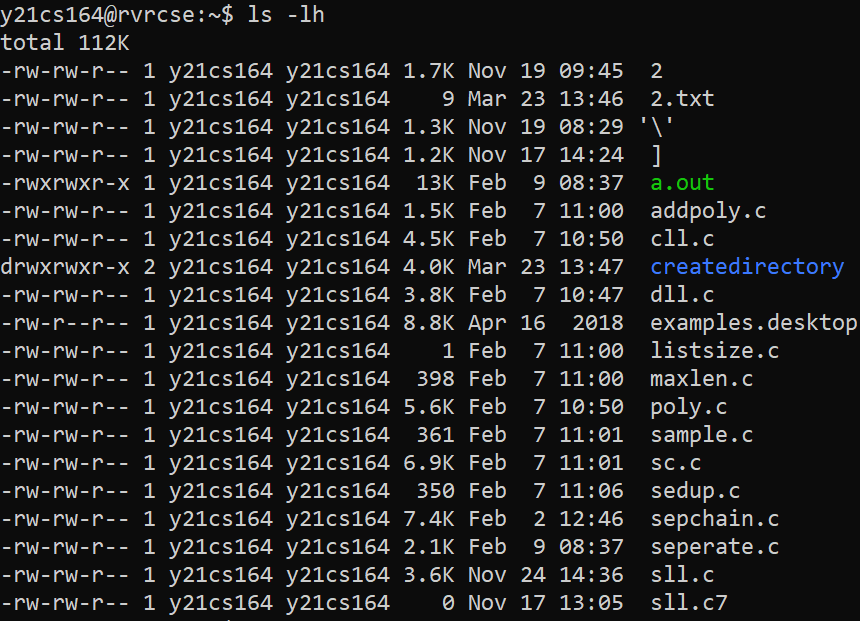 y21cs164@rvrcse:~$ ls -lh
total 112K
-rw-rw-r-- 1 y21cs164 y21cs164 1.7K Nov 19 09:45  2
-rw-rw-r-- 1 y21cs164 y21cs164    9 Mar 23 13:46  2.txt
-rw-rw-r-- 1 y21cs164 y21cs164 1.3K Nov 19 08:29 '\'
-rw-rw-r-- 1 y21cs164 y21cs164 1.2K Nov 17 14:24  ]
-rwxrwxr-x 1 y21cs164 y21cs164  13K Feb  9 08:37  a.out
-rw-rw-r-- 1 y21cs164 y21cs164 1.5K Feb  7 11:00  addpoly.c
-rw-rw-r-- 1 y21cs164 y21cs164 4.5K Feb  7 10:50  cll.c
drwxrwxr-x 2 y21cs164 y21cs164 4.0K Mar 23 13:47  createdirectory
-rw-rw-r-- 1 y21cs164 y21cs164 3.8K Feb  7 10:47  dll.c
-rw-r--r-- 1 y21cs164 y21cs164 8.8K Apr 16  2018  examples.desktop
-rw-rw-r-- 1 y21cs164 y21cs164    1 Feb  7 11:00  listsize.c
-rw-rw-r-- 1 y21cs164 y21cs164  398 Feb  7 11:00  maxlen.c
-rw-rw-r-- 1 y21cs164 y21cs164 5.6K Feb  7 10:50  poly.c
-rw-rw-r-- 1 y21cs164 y21cs164  361 Feb  7 11:01  sample.c
-rw-rw-r-- 1 y21cs164 y21cs164 6.9K Feb  7 11:01  sc.c
-rw-rw-r-- 1 y21cs164 y21cs164  350 Feb  7 11:06  sedup.c
-rw-rw-r-- 1 y21cs164 y21cs164 7.4K Feb  2 12:46  sepchain.c
-rw-rw-r-- 1 y21cs164 y21cs164 2.1K Feb  9 08:37  seperate.c
-rw-rw-r-- 1 y21cs164 y21cs164 3.6K Nov 24 14:36  sll.c
-rw-rw-r-- 1 y21cs164 y21cs164    0 Nov 17 13:05  sll.c7